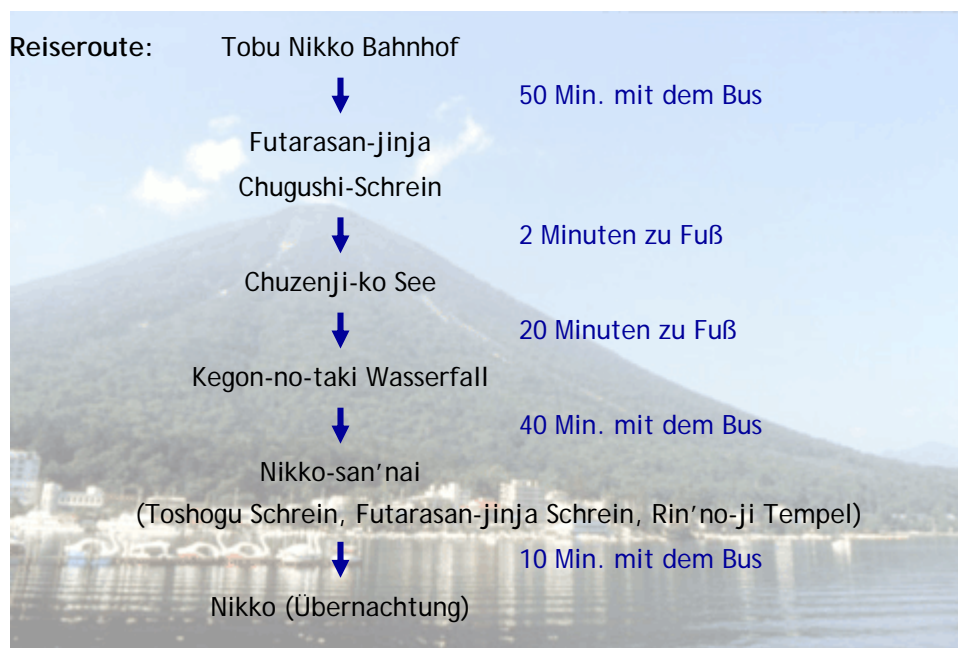 Reiseroute: Tobu Nikko Bahnhof
50 Min. mit dem Bus
Futarasan-jinja
Chugushi-Schrein
2 Minuten zu Fuß
Chuzenji-ko See
20 Minuten zu Fuß
Kegon-no-taki Wasserfall
40 Min. mit dem Bus
Nikko-san’nai
(Toshogu Schrein, Futarasan-jinja Schrein, Rin’no-ji Tempel)
10 Min. mit dem Bus
Nikko (Übernachtung)